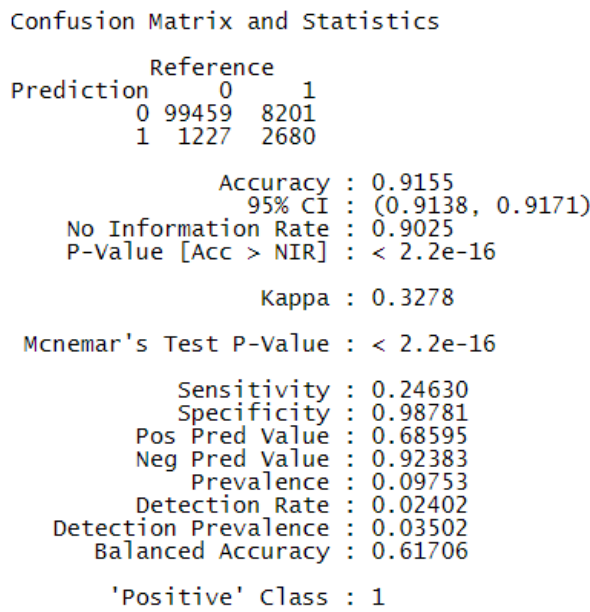 Confusion Matrix and Statistics
Reference
Prediction 0 1
0 99459 8201
1 1227 2680
Accuracy : 0.9155
95% CI : (0.9138, 0.9171)
No Information Rate : 0.9025
P-Value [Acc > NIR] : < 2.2e-16
Kappa : 0.3278
Mcnemar's Test P-Value : < 2.2e-16
Sensitivity : 0.24630
Specificity : 0.98781
Pos Pred Value : 0.68595
Neg Pred Value : 0.92383
Prevalence : 0.09753
Detection Rate : 0.02402
Detection Prevalence : 0.03502
Balanced Accuracy : 0.61706
'Positive' Class : 1